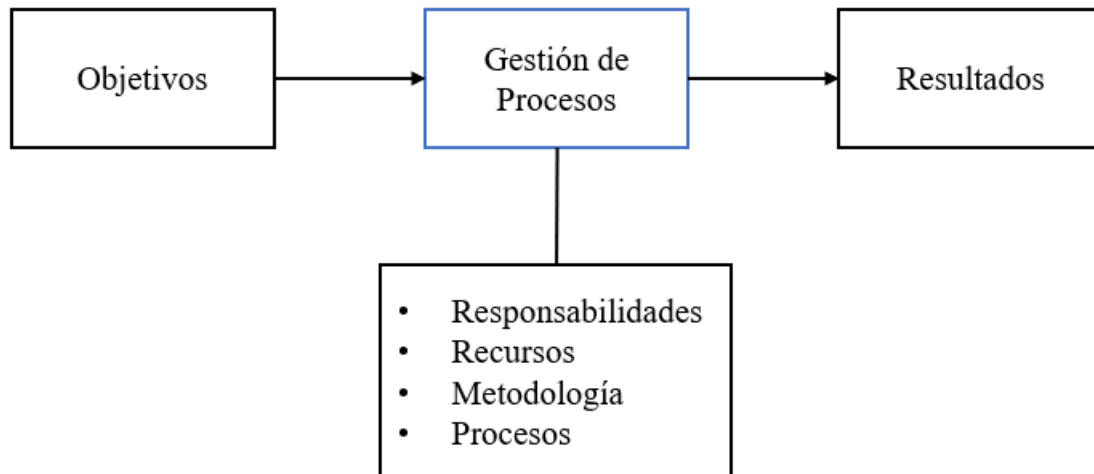 Objetivos
Gestión de
Procesos
Resultados
• Responsabilidades
• Recursos
• Metodología
• Procesos